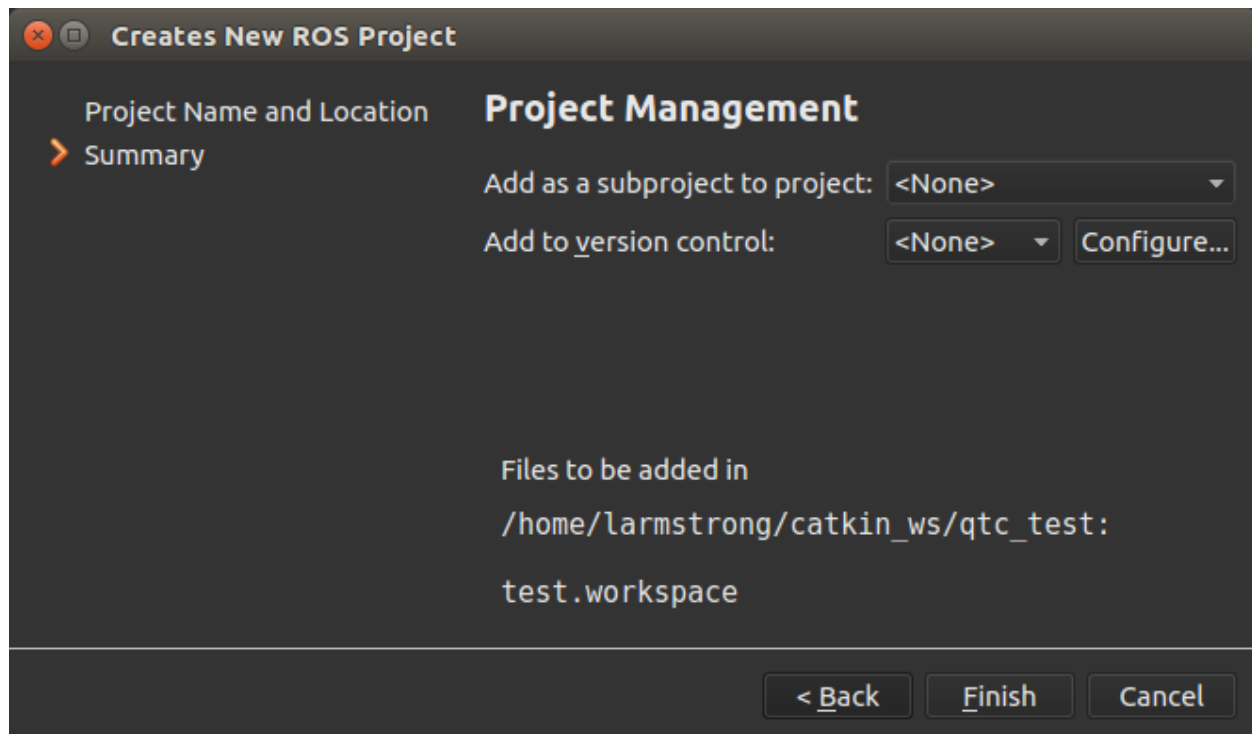 Creates New ROS Project
Project Name and Location
Summary
Project Management
Add as a subproject to project: <None>
Add to version control: <None> Configure...
Files to be added in
/home/larmstrong/catkin_ws/qtc_test:
test.workspace
< Back Finish Cancel